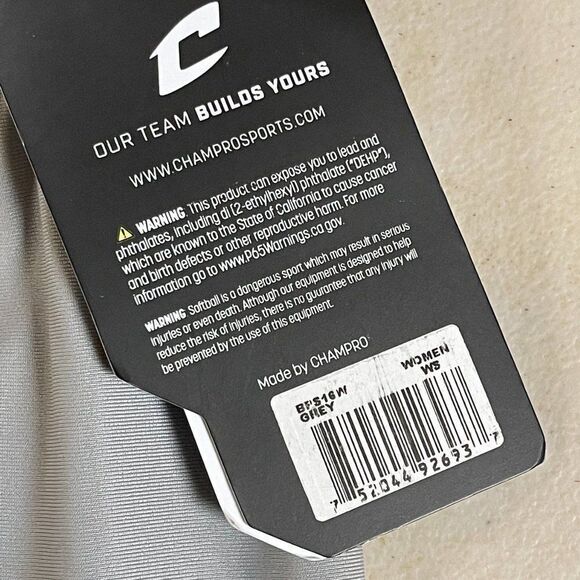 C
OUR TEAM BUILDS YOURS
WWW.CHAMPROSPORTS.COM
WARNING: This product can expose you to lead and
phthalates, including di (2-ethylhexyl) phthalate ("DEHP"),
which are known to the State of California to cause cancer
and birth defects or other reproductive harm. For more
information go to www.P65Warnings.ca.gov.
WARNING: Softball is a dangerous sport which may result in serious
injuries or even death. Although our equipment is designed to help
reduce the risk of injuries, there is no guarantee that any injury will
be prevented by the use of this equipment.
Made by CHAMPRO
BPS16W WOMEN
GREY WS
7 52044 92693 7